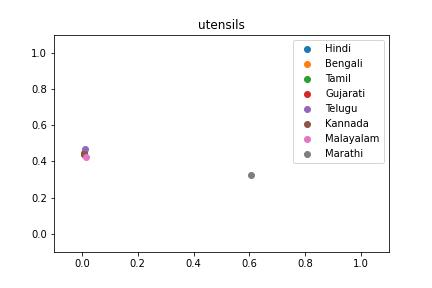 utensils
1.0
0.8
0.6
0.4
0.2
0.0
0.0 0.2 0.4 0.6 0.8 1.0
Hindi
Bengali
Tamil
Gujarati
Telugu
Kannada
Malayalam
Marathi